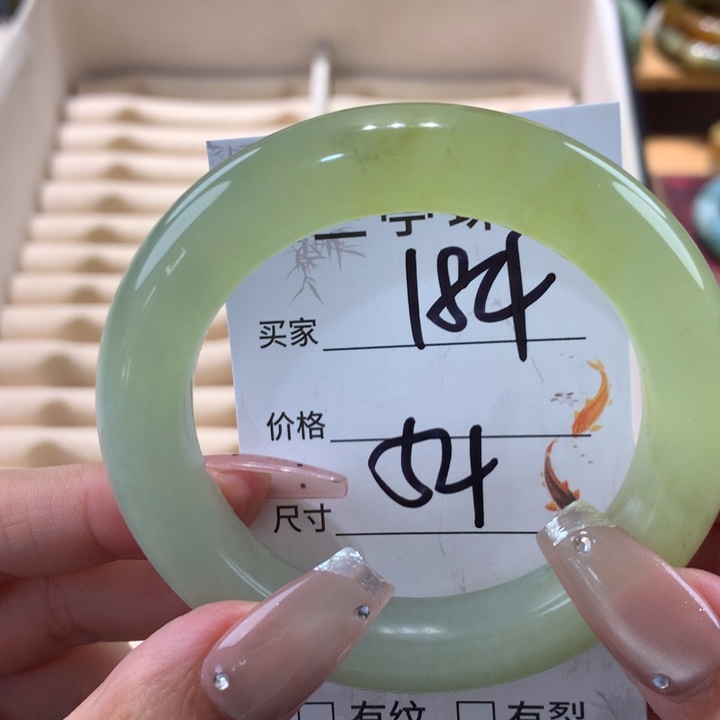 买家 184
价格
尺寸 54
有纹 有裂